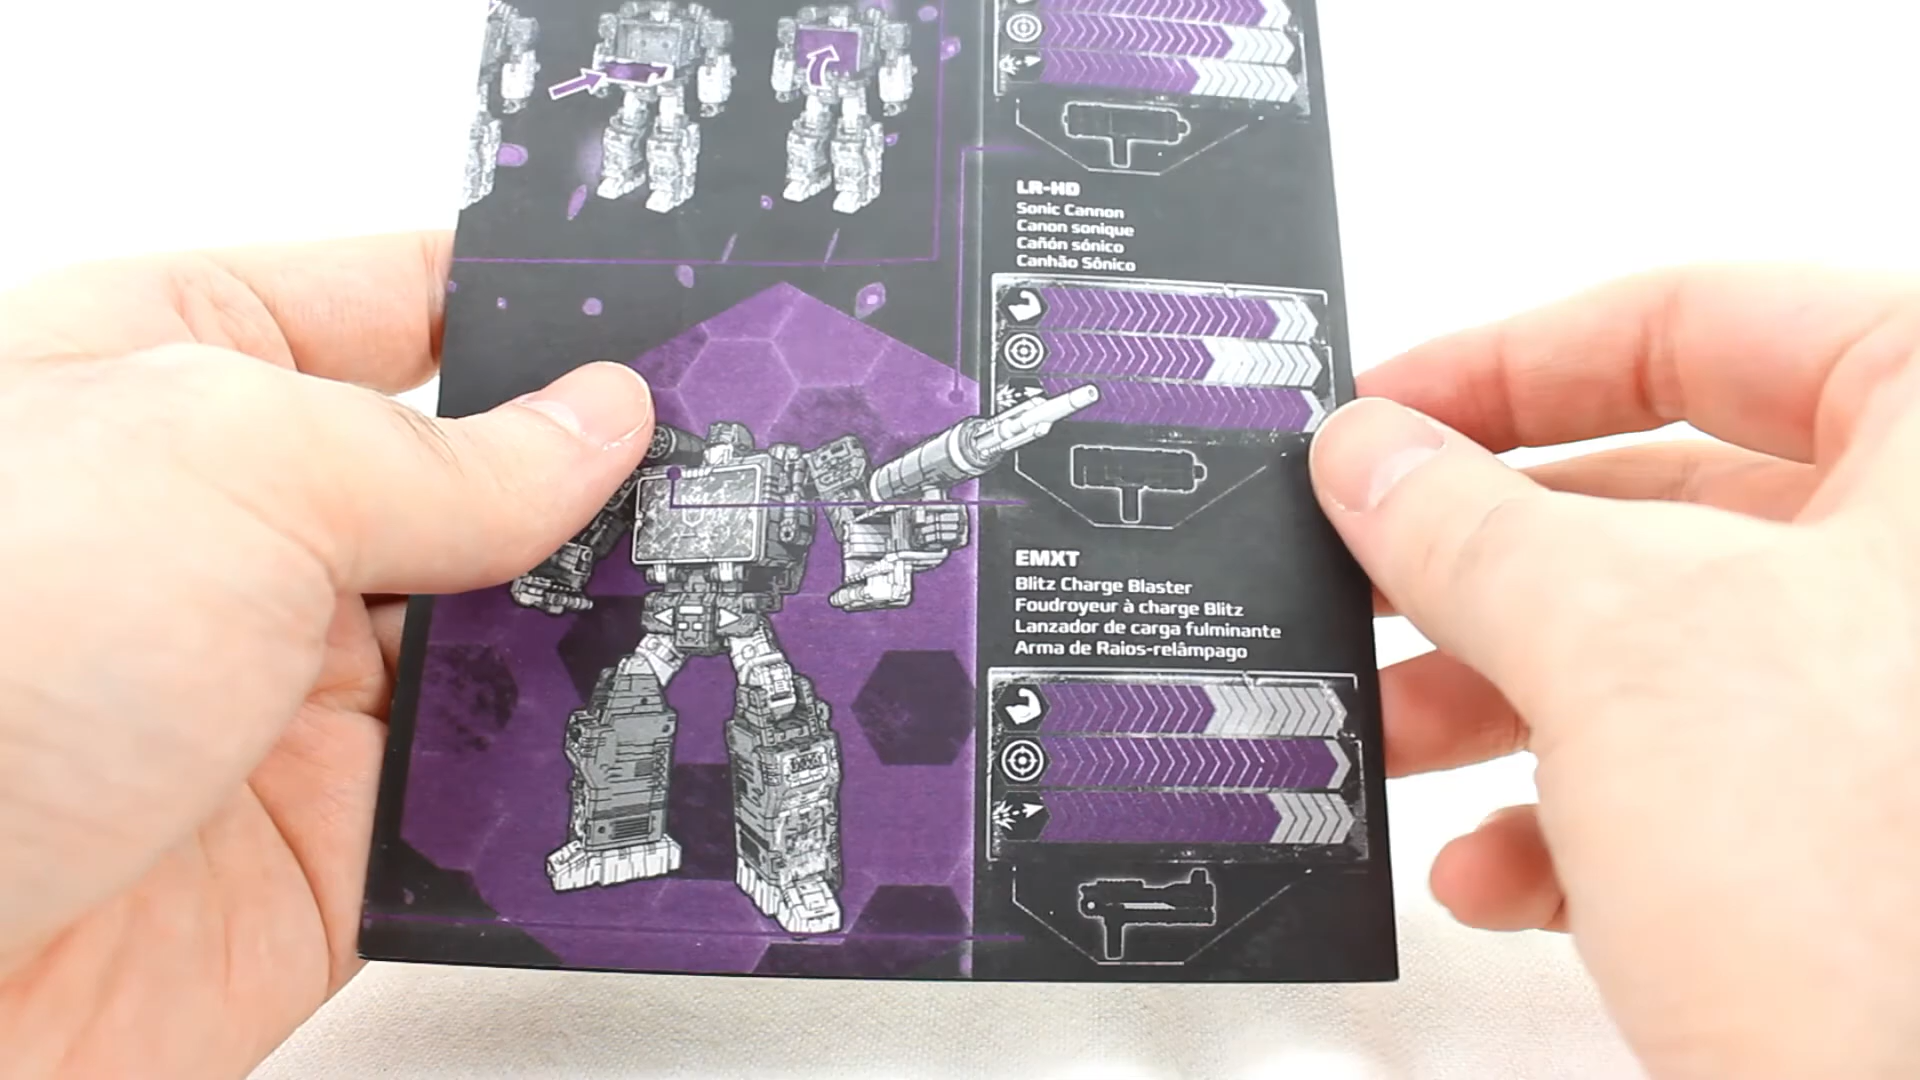 LR-HD
Sonic Cannon
Canon sonique
Cañón sónico
Canhão Sônico
EMXT
Blitz Charge Blaster
Foudroyeur à charge Blitz
Lanzador de carga fulminante
Arma de Raios-relâmpago